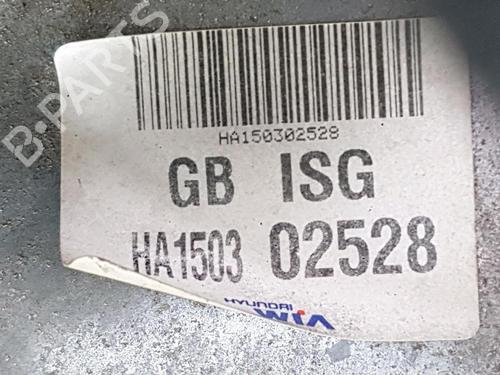 B-PARTS
HA150302528
GB ISG
HA1503 02528
HYUNDAI
WIA